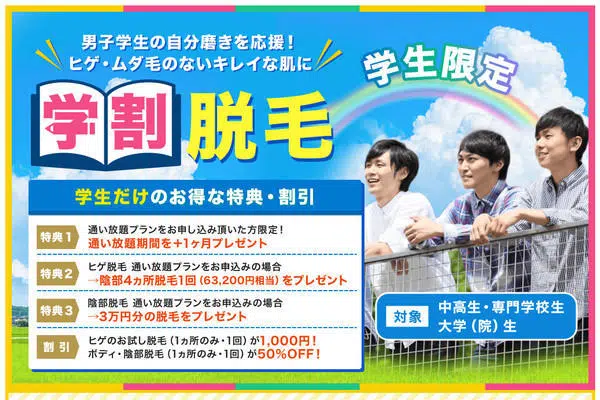 男子学生の自分磨きを応援！
ヒゲ・ムダ毛のないキレイな肌に
学生限定
学割脱毛
学生だけのお得な特典・割引
特典1
通い放題プランをお申し込み頂いた方限定！
通い放題期間を+1ヶ月プレゼント
特典2
ヒゲ脱毛 通い放題プランをお申込みの場合
→陰部4ヵ所脱毛1回（63,200円相当）をプレゼント
特典3
陰部脱毛 通い放題プランをお申込みの場合
→3万円分の脱毛をプレゼント
割引
ヒゲのお試し脱毛（1ヵ所のみ・1回）が1,000円！
ボディ・陰部脱毛（1ヵ所のみ・1回）が50%OFF！
対象
中高生・専門学校生
大学（院）生